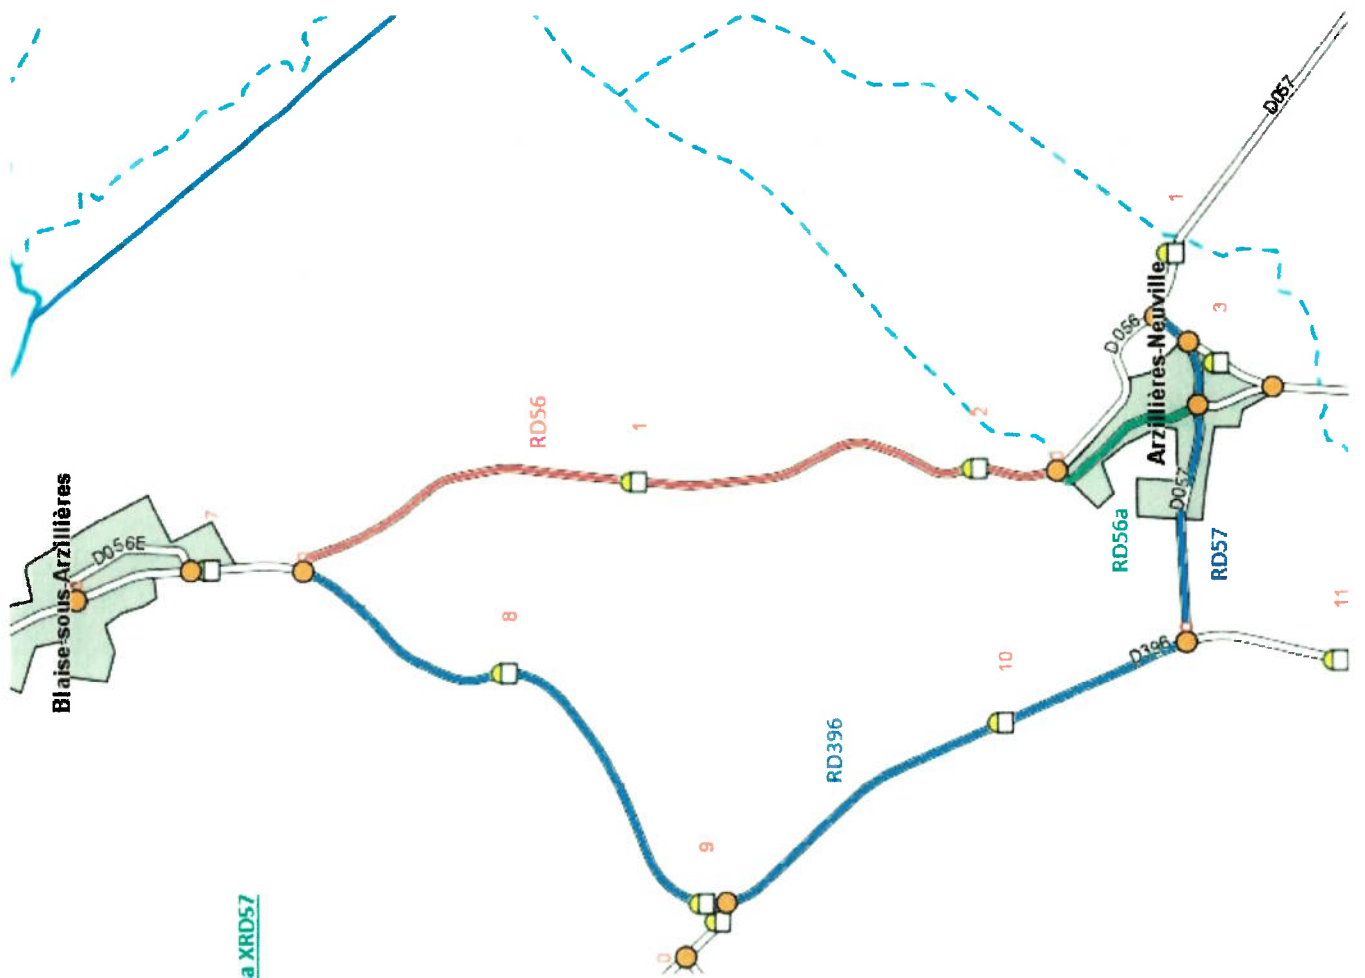 Blaise-sous-Arzillières
D056E
7
RD56
1
2
8
D056
Arzillières-Neuville
D057
1
3
D057
RD56a
RD57
D396
11
10
RD396
9
0
a XRD57